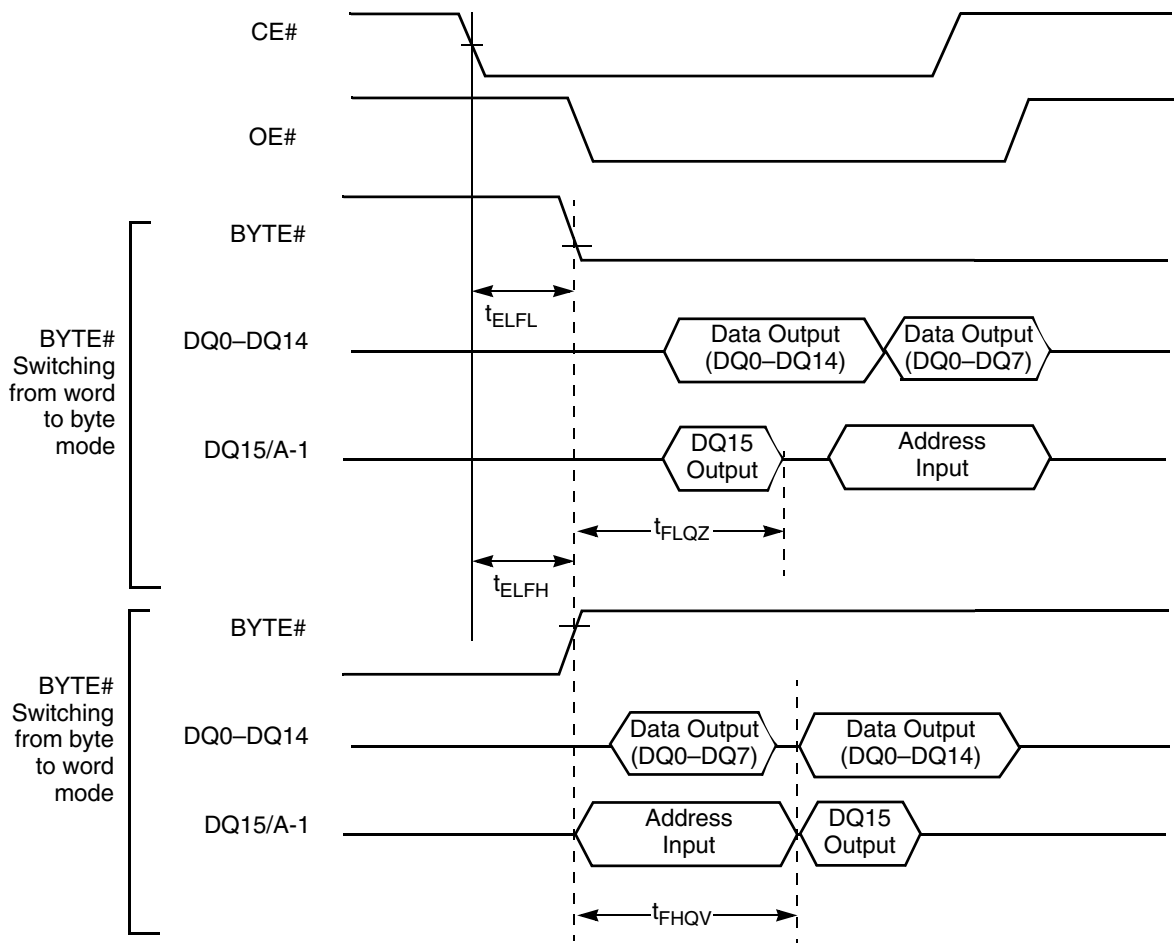 CE#
OE#
BYTE#
Switching
from word
to byte
mode
BYTE#
tELFL
DQ0–DQ14
Data Output
(DQ0–DQ14)
Data Output
(DQ0–DQ7)
DQ15/A-1
DQ15
Output
Address
Input
tFLQZ
tELFH
BYTE#
Switching
from byte
to word
mode
BYTE#
DQ0–DQ14
Data Output
(DQ0–DQ7)
Data Output
(DQ0–DQ14)
DQ15/A-1
Address
Input
DQ15
Output
tFHQV